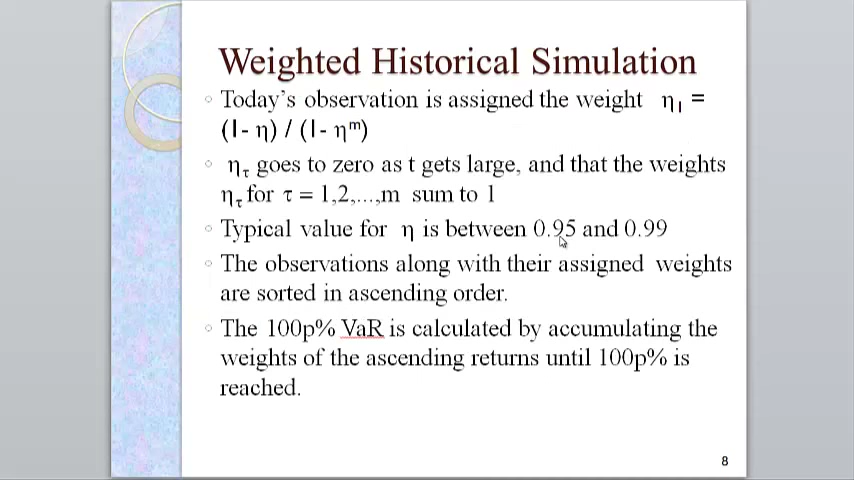 Weighted Historical Simulation
Today's observation is assigned the weight η₁ =
(1- η) / (1- ηᵐ)
η_τ goes to zero as t gets large, and that the weights
η_τ for τ = 1,2,...,m sum to 1
Typical value for η is between 0.95 and 0.99
The observations along with their assigned weights
are sorted in ascending order.
The 100p% VaR is calculated by accumulating the
weights of the ascending returns until 100p% is
reached.
8